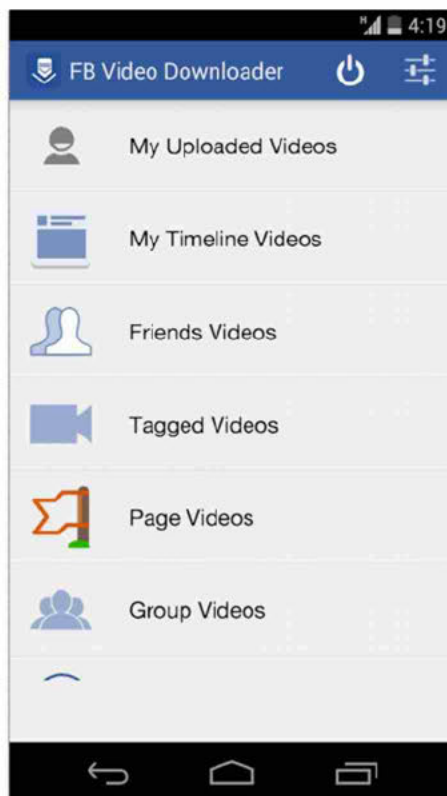 H 4:19
FB Video Downloader
My Uploaded Videos
My Timeline Videos
Friends Videos
Tagged Videos
Page Videos
Group Videos